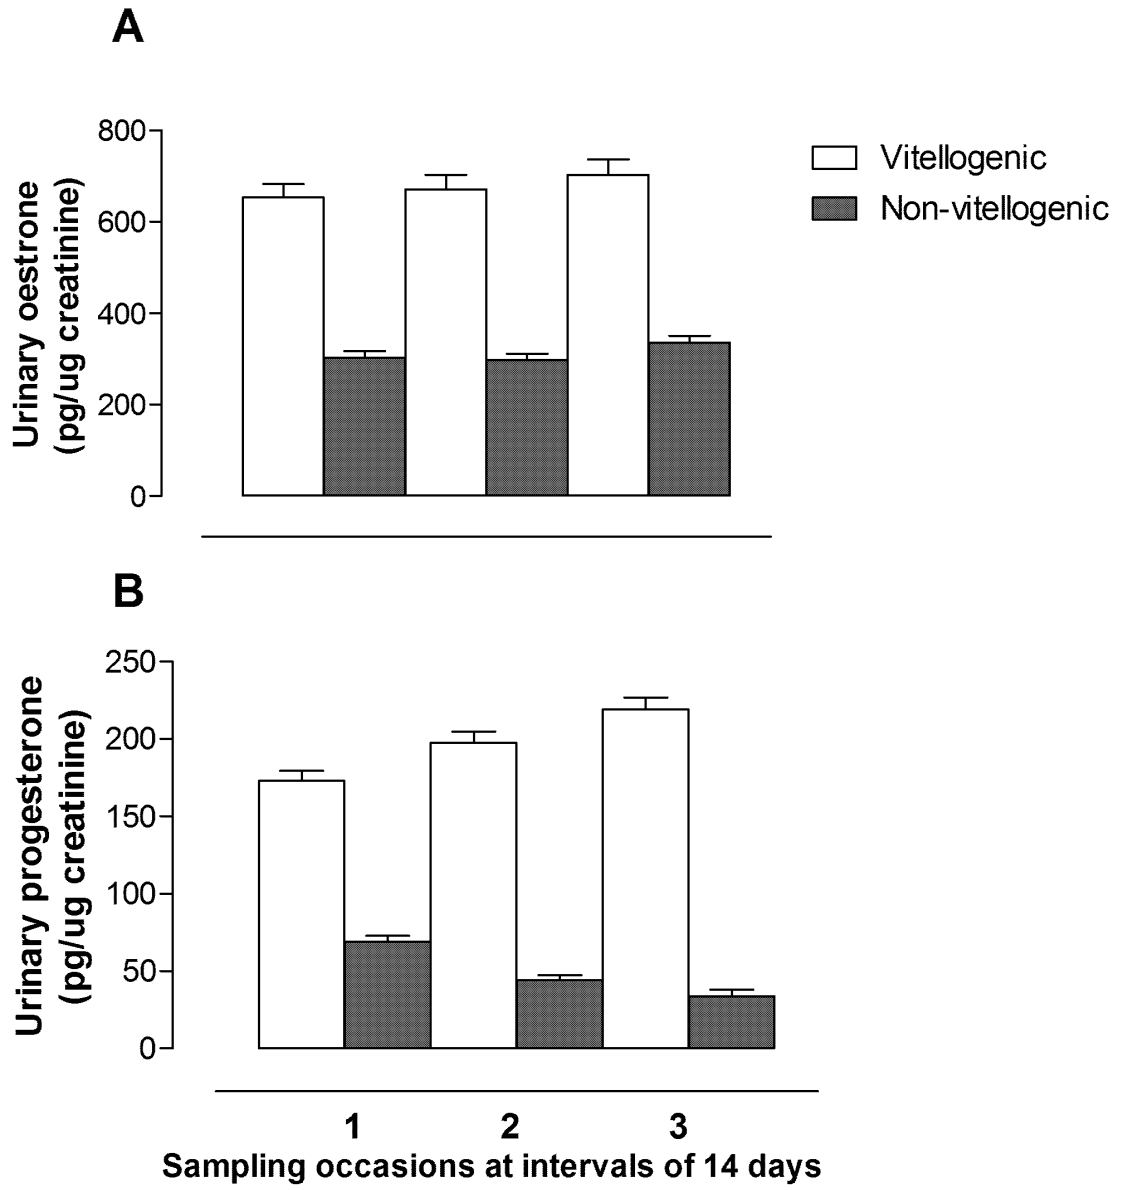 A
Urinary oestrone
(pg/ug creatinine)
800
600
400
200
0
Vitellogenic
Non-vitellogenic
B
Urinary progesterone
(pg/ug creatinine)
250
200
150
100
50
0
1 2 3
Sampling occasions at intervals of 14 days